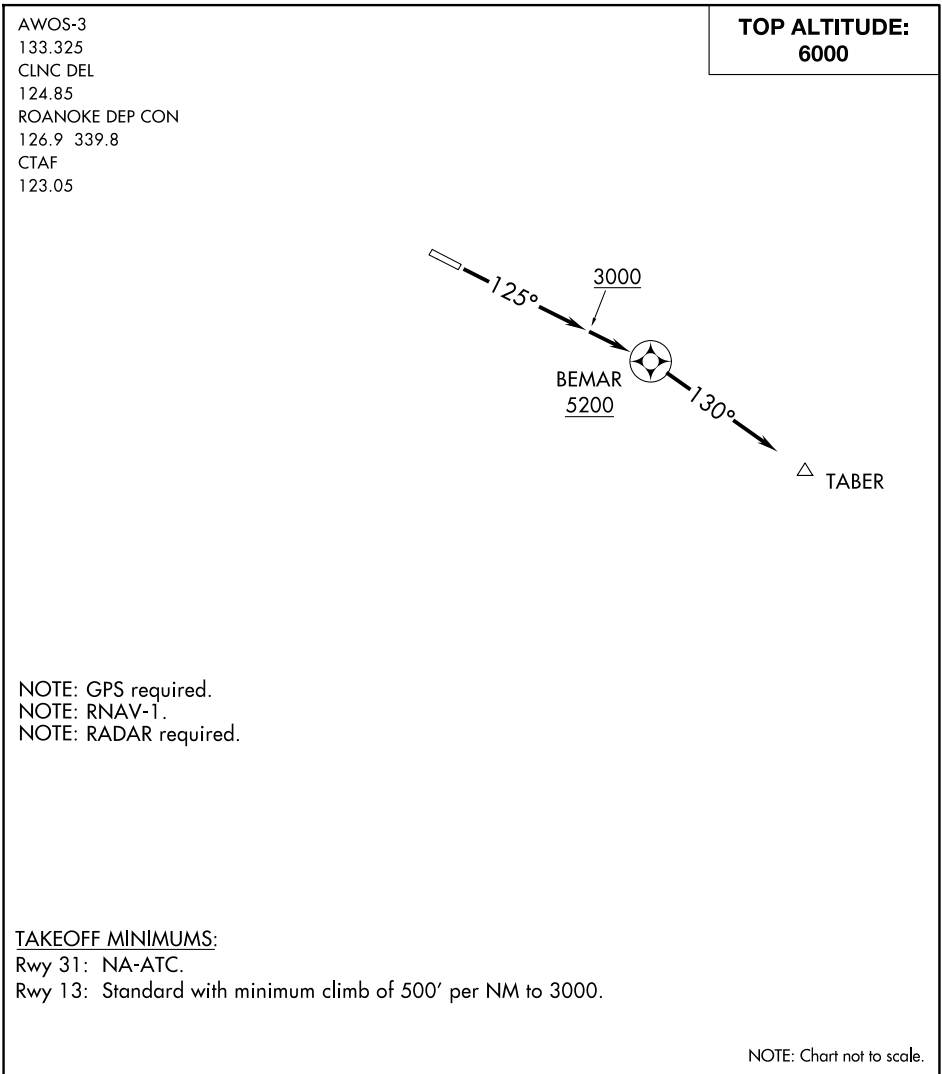 AWOS-3
133.325
CLNC DEL
124.85
ROANOKE DEP CON
126.9 339.8
CTAF
123.05
TOP ALTITUDE:
6000
125°
3000
BEMAR
5200
130°
TABER
NOTE: GPS required.
NOTE: RNAV-1.
NOTE: RADAR required.
TAKEOFF MINIMUMS:
Rwy 31: NA-ATC.
Rwy 13: Standard with minimum climb of 500' per NM to 3000.
NOTE: Chart not to scale.